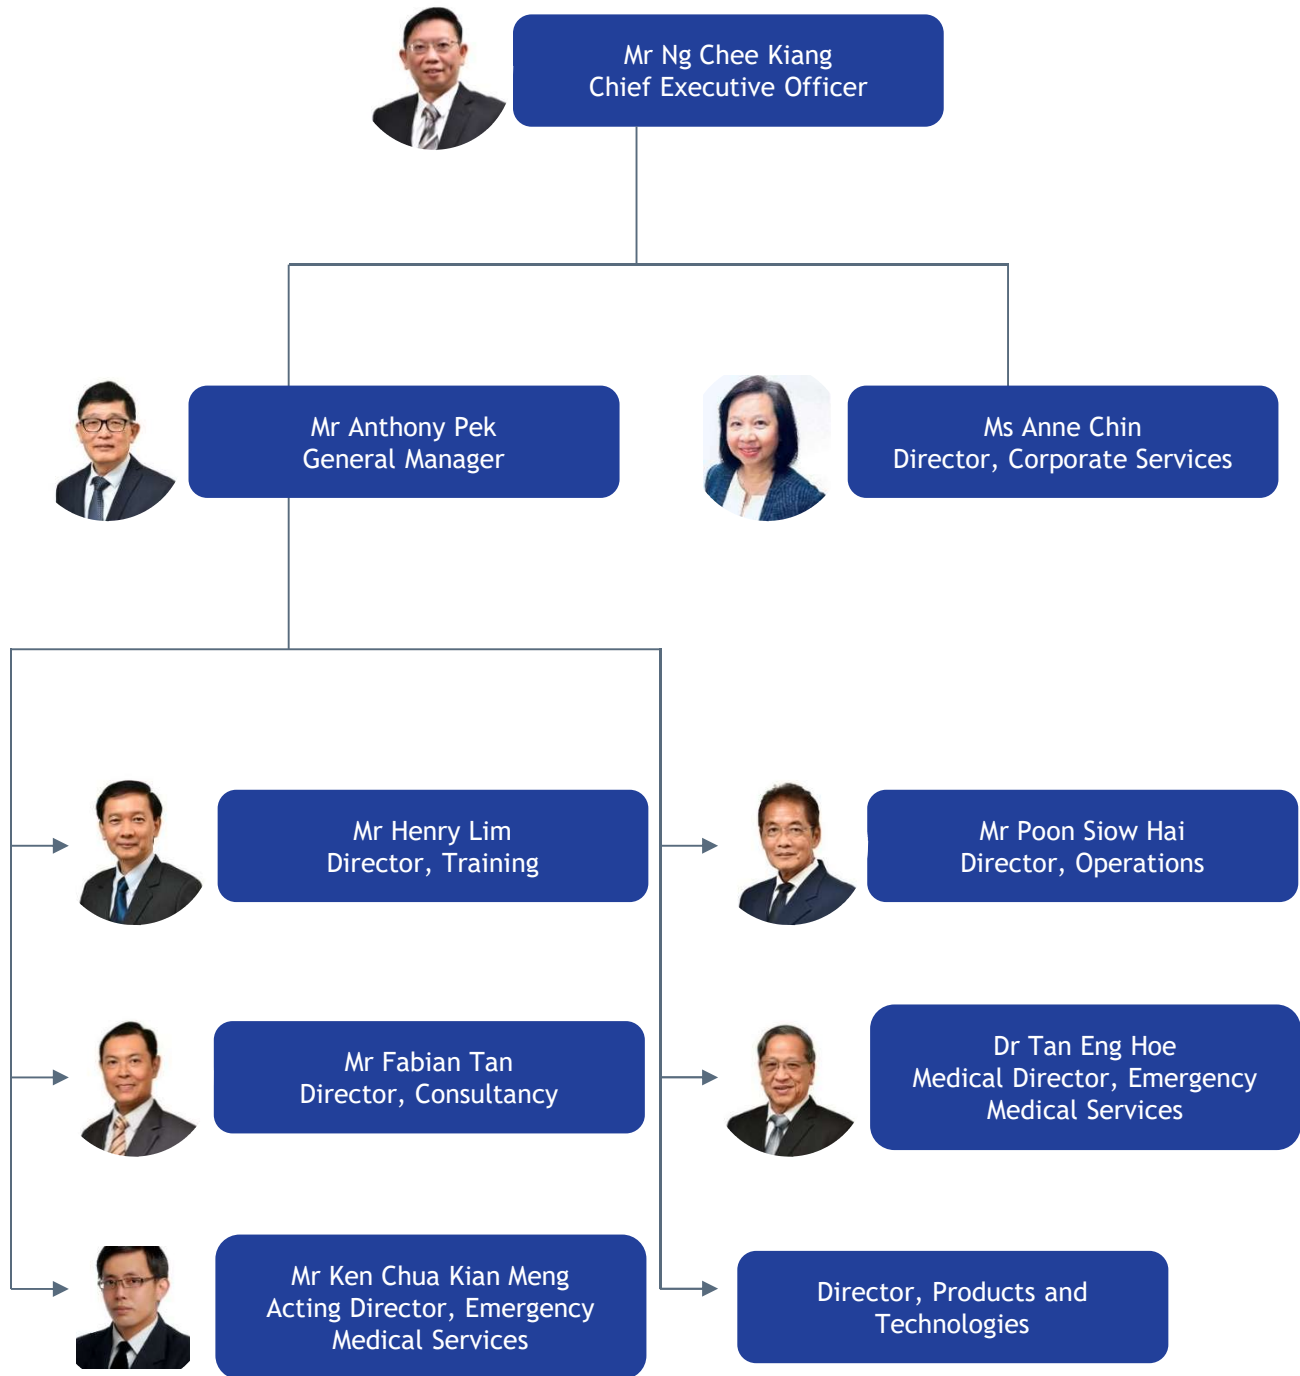 Mr Ng Chee Kiang
Chief Executive Officer
Mr Anthony Pek
General Manager
Ms Anne Chin
Director, Corporate Services
Mr Henry Lim
Director, Training
Mr Poon Siow Hai
Director, Operations
Mr Fabian Tan
Director, Consultancy
Dr Tan Eng Hoe
Medical Director, Emergency
Medical Services
Mr Ken Chua Kian Meng
Acting Director, Emergency
Medical Services
Director, Products and
Technologies